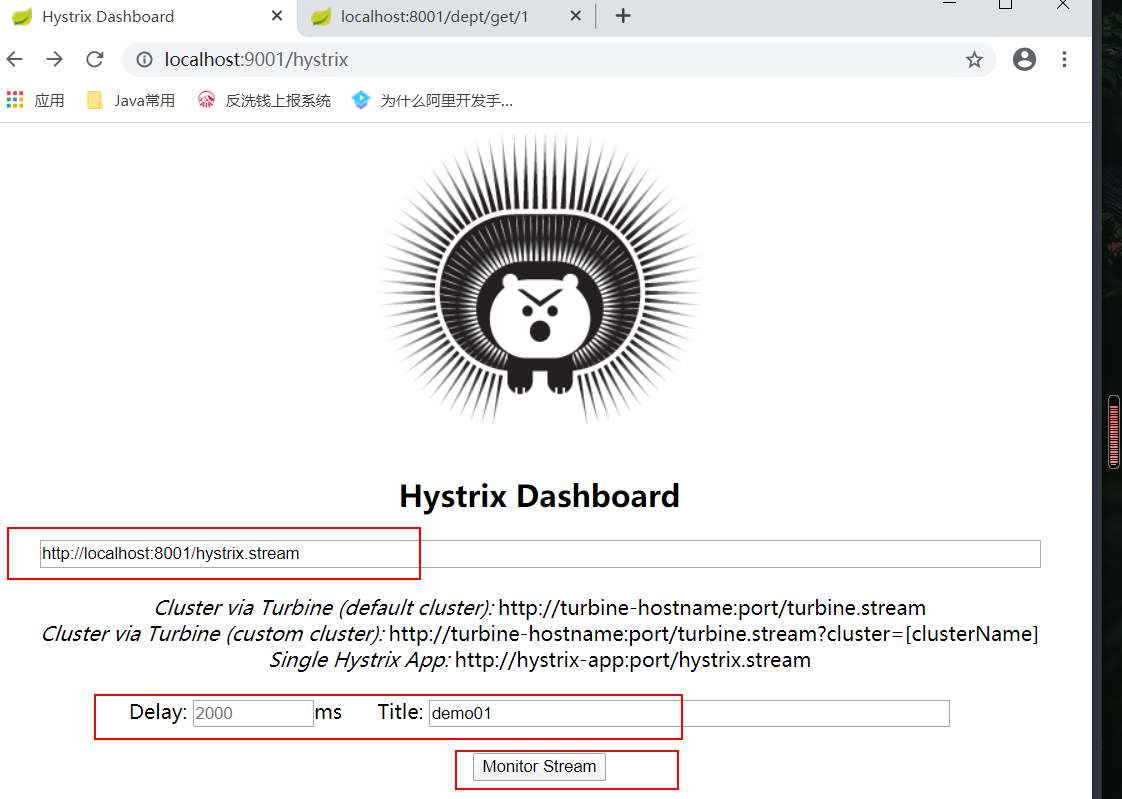 Hystrix Dashboard localhost:8001/dept/get/1
localhost:9001/hystrix
应用 Java常用 反洗钱上报系统 为什么阿里开发手...
Hystrix Dashboard
http://localhost:8001/hystrix.stream
Cluster via Turbine (default cluster): http://turbine-hostname:port/turbine.stream
Cluster via Turbine (custom cluster): http://turbine-hostname:port/turbine.stream?cluster=[clusterName]
Single Hystrix App: http://hystrix-app:port/hystrix.stream
Delay: 2000 ms Title: demo01
Monitor Stream